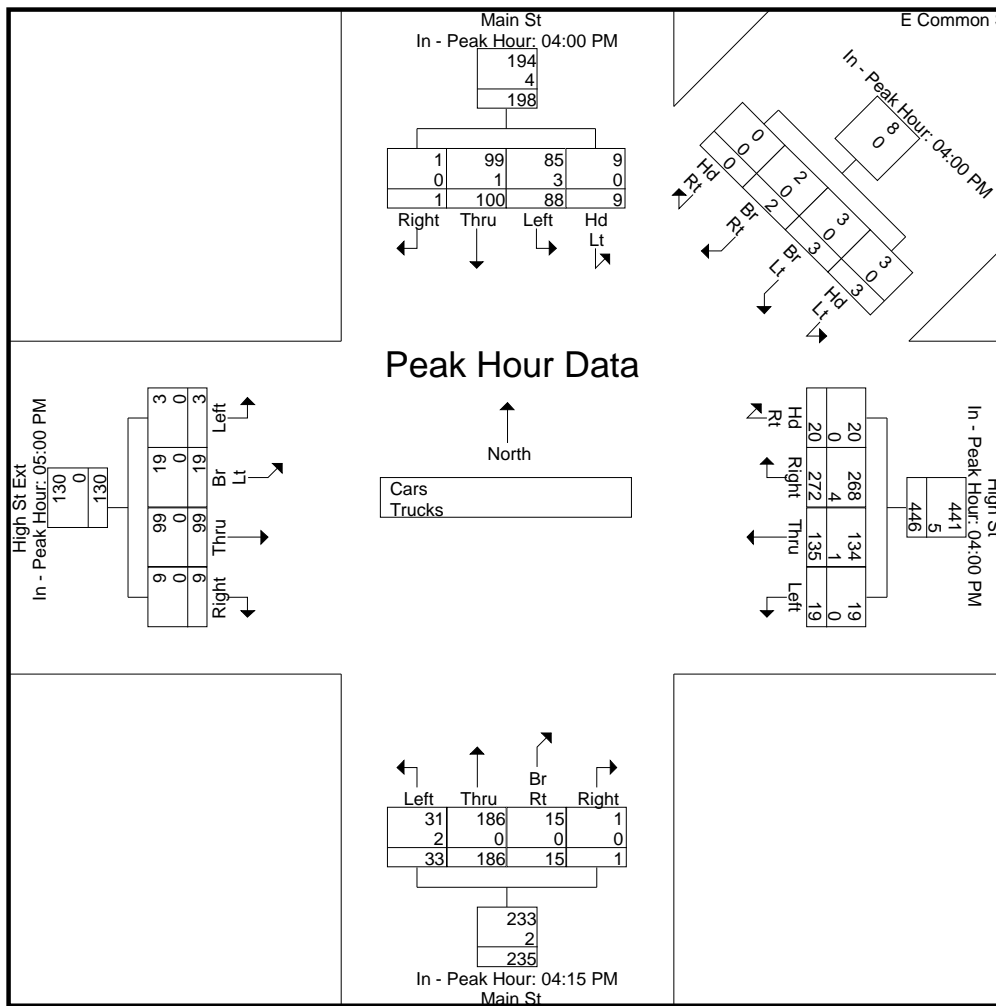 Main St
In - Peak Hour: 04:00 PM
194
4
198
1 99 85 9
0 1 3 0
1 100 88 9
Right Thru Left Hd Lt
E Common
In - Peak Hour: 04:00 PM
8
0
0 2 3 3
0 0 0 0
0 2 3 3
Hd Rt
Br Rt
Br Lt
Hd Lt
Peak Hour Data
North
Cars
Trucks
High St Ext
In - Peak Hour: 05:00 PM
130
0
130
3 19 99 9
0 0 0 0
3 19 99 9
Left
Br Lt
Thru
Right
High St
In - Peak Hour: 04:00 PM
441
5
446
20 268 134 19
0 4 1 0
20 272 135 19
Hd Rt
Right
Thru
Left
Left Thru Br Rt Right
31 186 15 1
2 0 0 0
33 186 15 1
233
2
235
In - Peak Hour: 04:15 PM
Main St